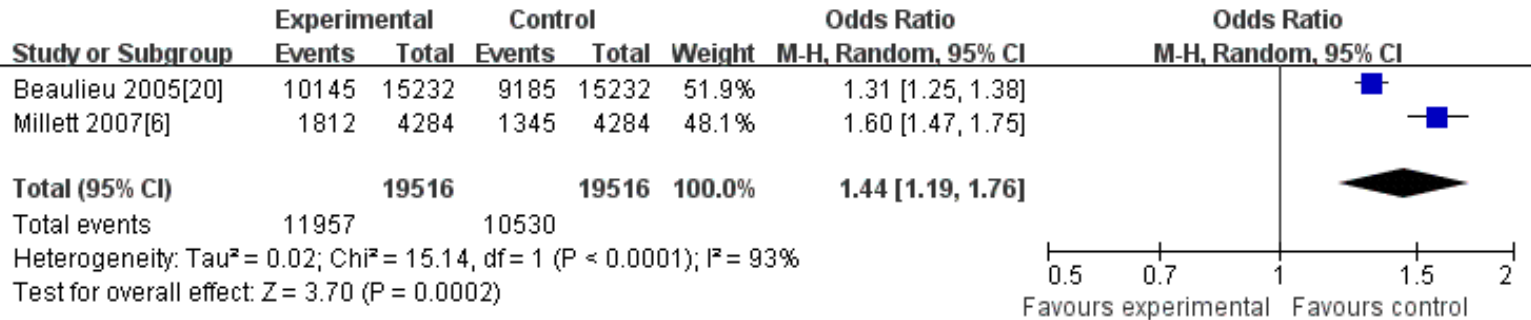 Experimental Control Odds Ratio Odds Ratio
Study or Subgroup Events Total Events Total Weight M-H, Random, 95% CI M-H, Random, 95% CI
Beaulieu 2005[20] 10145 15232 9185 15232 51.9% 1.31 [1.25, 1.38]
Millett 2007[6] 1812 4284 1345 4284 48.1% 1.60 [1.47, 1.75]
Total (95% CI) 19516 19516 100.0% 1.44 [1.19, 1.76]
Total events 11957 10530
Heterogeneity: Tau² = 0.02; Chi² = 15.14, df = 1 (P < 0.0001); I² = 93%
Test for overall effect: Z = 3.70 (P = 0.0002)
0.5 0.7 1 1.5 2
Favours experimental Favours control